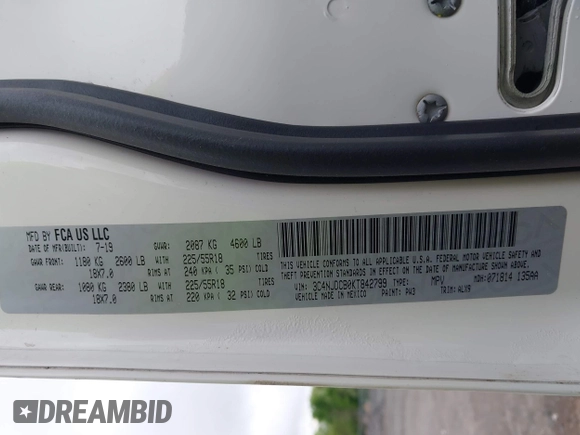 MFD BY FCA US LLC
DATE OF MFR(BUILT): 7-19 GVWR: 2087 KG 4600 LB
GAWR FRONT: 1180 KG 2600 LB WITH 225/55R18 TIRES
18X7.0 RIMS AT 240 KPA ( 35 PSI) COLD
GAWR REAR: 1080 KG 2380 LB WITH 225/55R18 TIRES
18X7.0 RIMS AT 220 KPA ( 32 PSI) COLD
THIS VEHICLE CONFORMS TO ALL APPLICABLE U.S.A. FEDERAL MOTOR VEHICLE SAFETY AND
THEFT PREVENTION STANDARDS IN EFFECT ON THE DATE OF MANUFACTURE SHOWN ABOVE.
VIN: 3C4NJDCB0KT842799 TYPE: MPV MDH: 071814 135AA
MADE IN MEXICO PAINT: PW3 TRIM: ALX9
DREAMBID